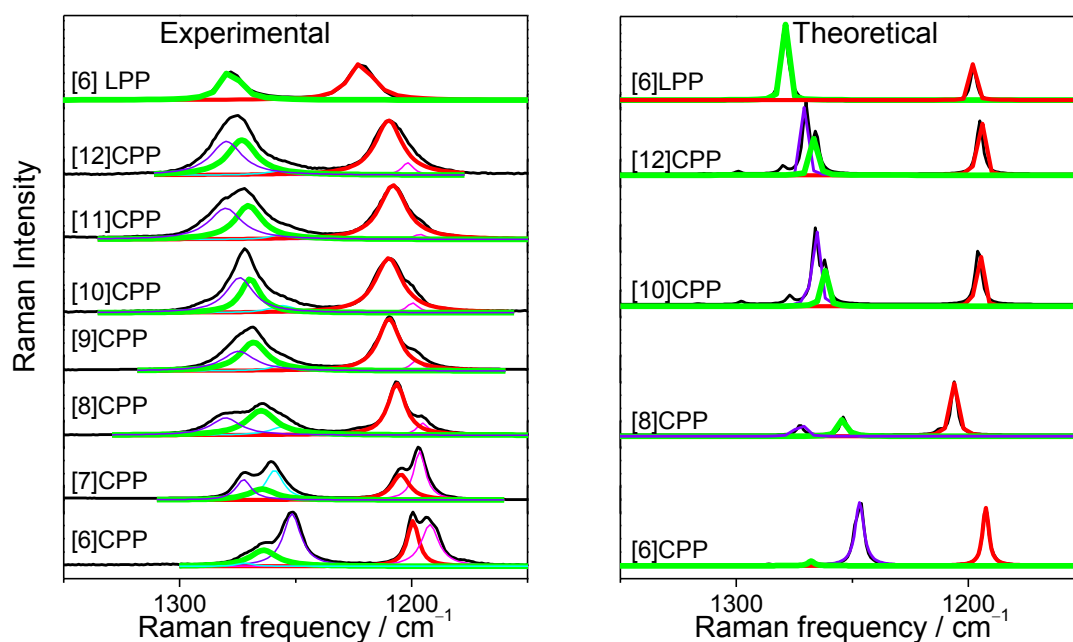 Experimental
[6] LPP
[12]CPP
[11]CPP
[10]CPP
[9]CPP
[8]CPP
[7]CPP
[6]CPP
Raman Intensity
1300 1200
Raman frequency / cm⁻¹
Theoretical
[6]LPP
[12]CPP
[10]CPP
[8]CPP
[6]CPP
1300 1200
Raman frequency / cm⁻¹